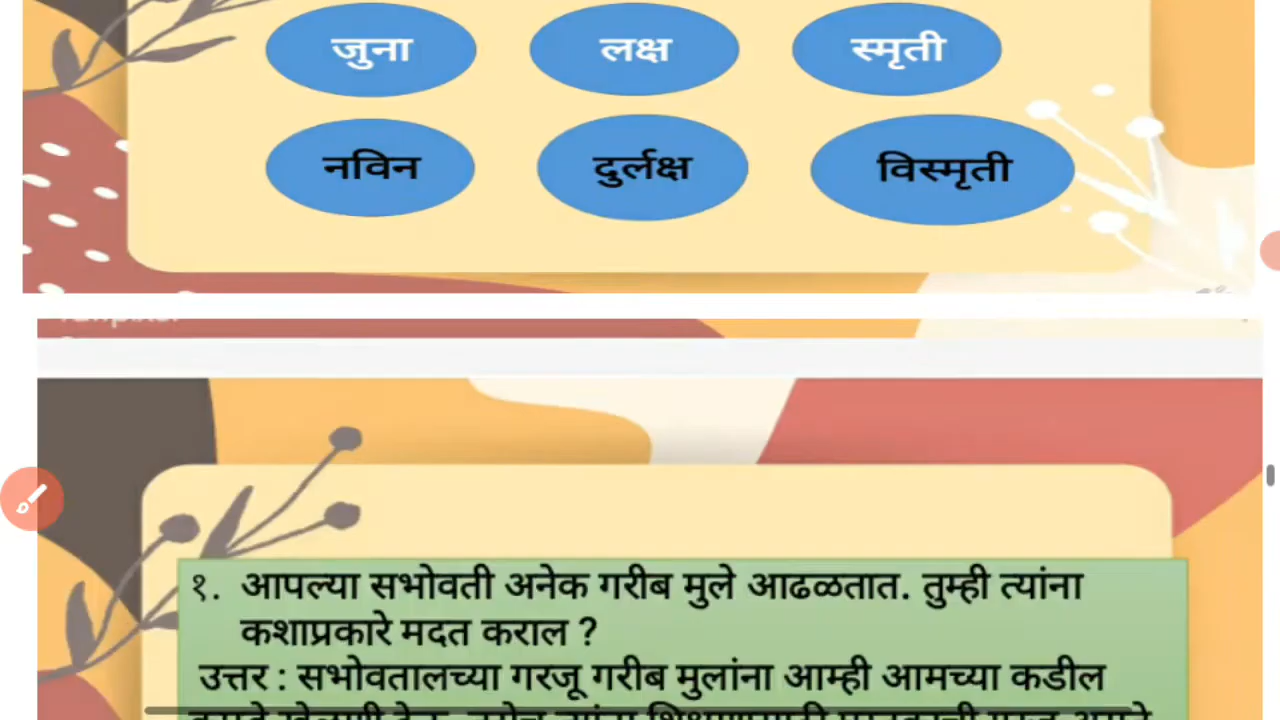 जुना लक्ष स्मृती
नविन दुर्लक्ष विस्मृती
१. आपल्या सभोवती अनेक गरीब मुले आढळतात. तुम्ही त्यांना
कशाप्रकारे मदत कराल ?
उत्तर : सभोवतालच्या गरजू गरीब मुलांना आम्ही आमच्या कडील